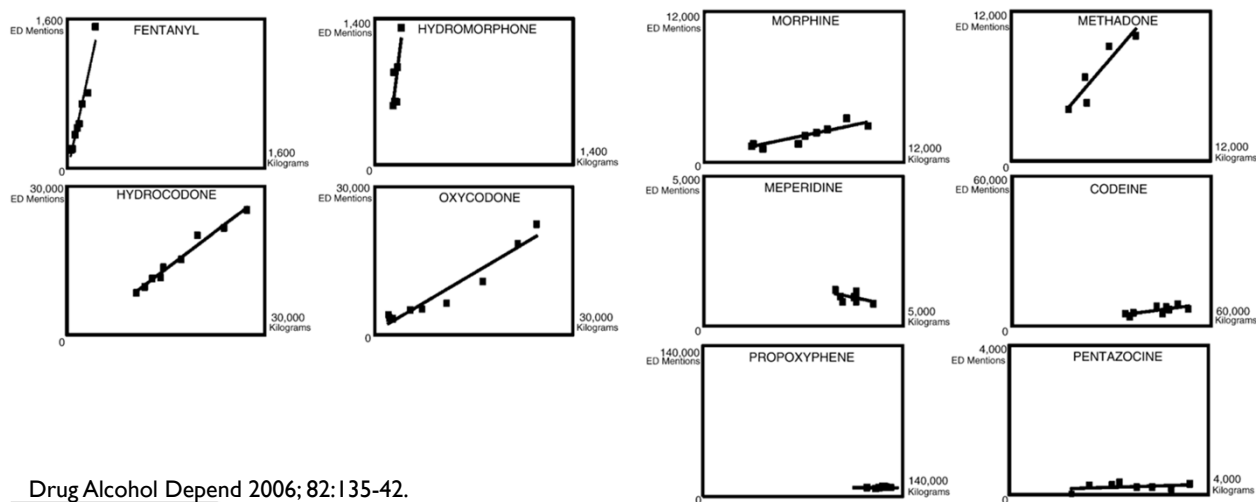 1,600
ED Mentions
FENTANYL
0
1,600
Kilograms
1,400
ED Mentions
HYDROMORPHONE
0
1,400
Kilograms
12,000
ED Mentions
MORPHINE
0
12,000
Kilograms
12,000
ED Mentions
METHADONE
0
12,000
Kilograms
30,000
ED Mentions
HYDROCODONE
0
30,000
Kilograms
30,000
ED Mentions
OXYCODONE
0
30,000
Kilograms
5,000
ED Mentions
MEPERIDINE
0
5,000
Kilograms
60,000
ED Mentions
CODEINE
0
60,000
Kilograms
140,000
ED Mentions
PROPOXYPHENE
0
140,000
Kilograms
4,000
ED Mentions
PENTAZOCINE
0
4,000
Kilograms
Drug Alcohol Depend 2006; 82:135-42.